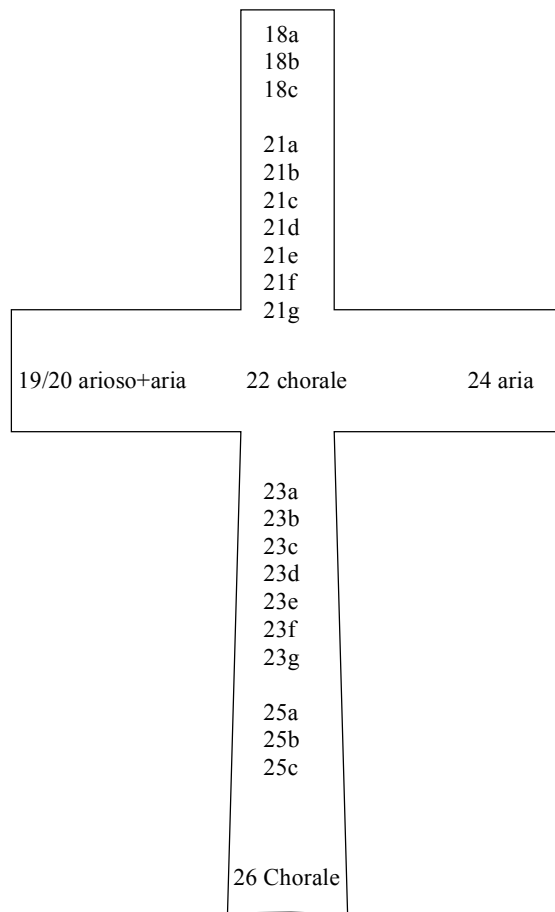 18a
18b
18c
21a
21b
21c
21d
21e
21f
21g
19/20 arioso+aria 22 chorale 24 aria
23a
23b
23c
23d
23e
23f
23g
25a
25b
25c
26 Chorale